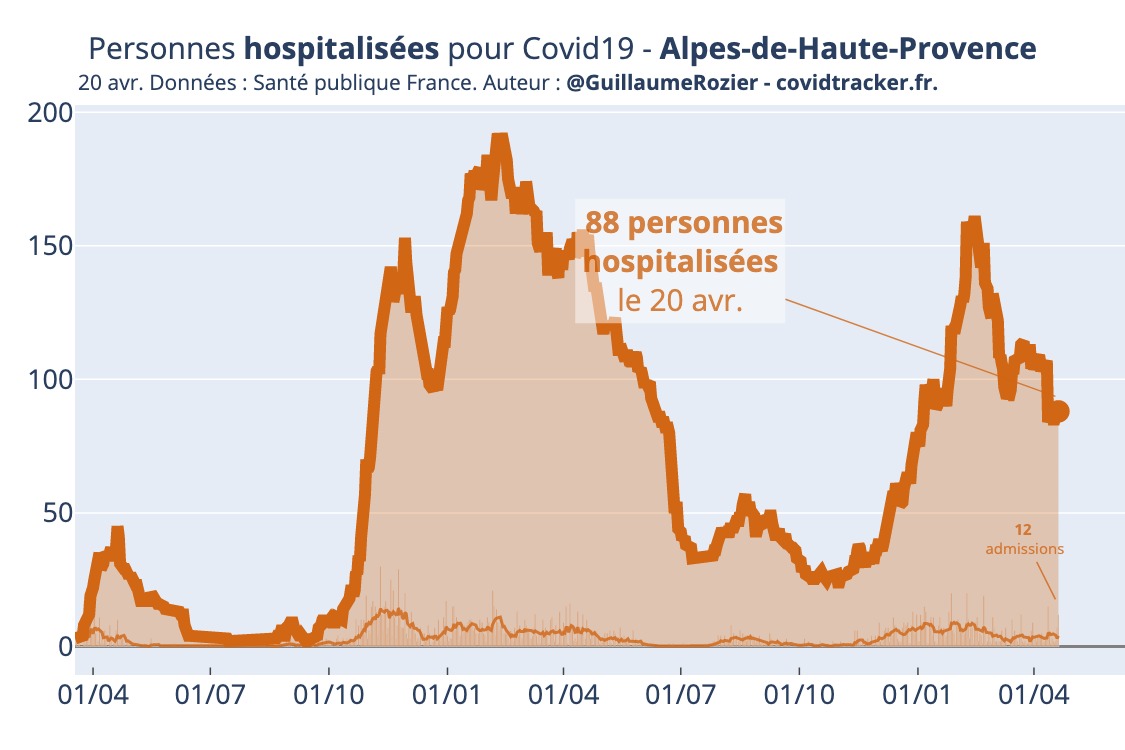 Personnes hospitalisées pour Covid19 - Alpes-de-Haute-Provence
20 avr. Données : Santé publique France. Auteur : @GuillaumeRozier - covidtracker.fr.
200
150
100
50
0
88 personnes
hospitalisées
le 20 avr.
12
admissions
01/04 01/07 01/10 01/01 01/04 01/07 01/10 01/01 01/04